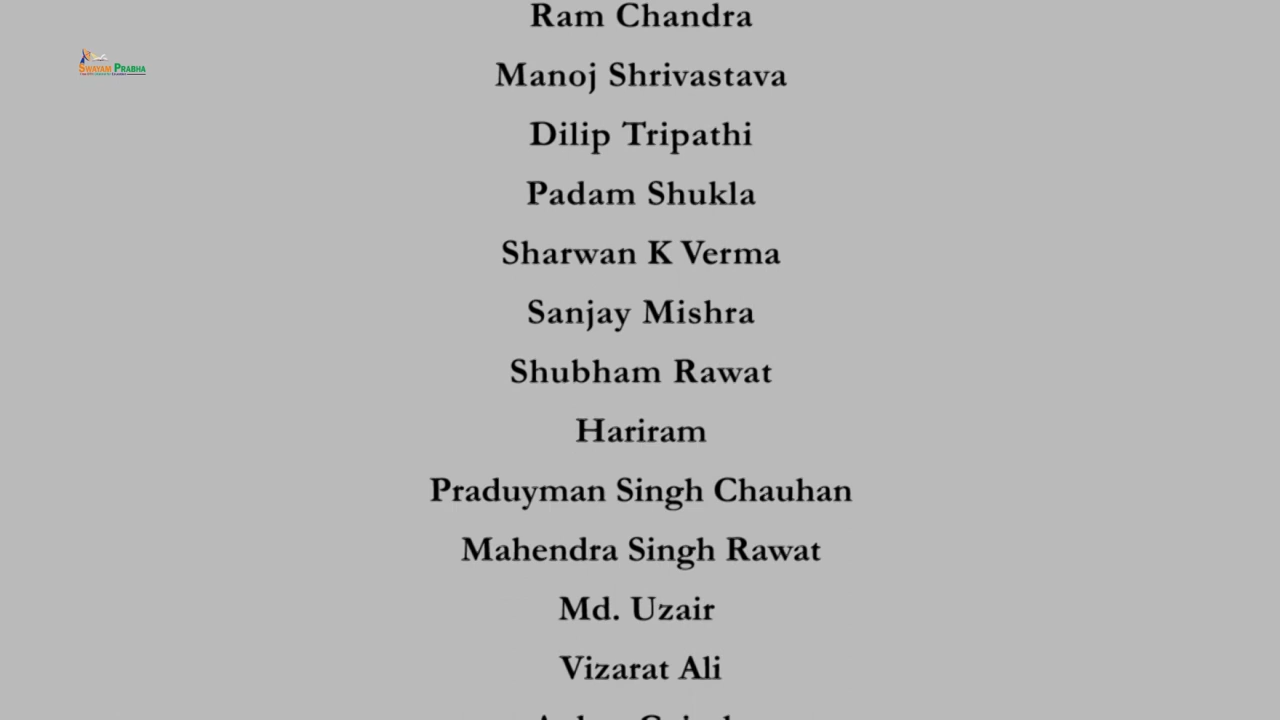 Ram Chandra
SWAYAM PRABHA
Manoj Shrivastava
Dilip Tripathi
Padam Shukla
Sharwan K Verma
Sanjay Mishra
Shubham Rawat
Hariram
Praduyman Singh Chauhan
Mahendra Singh Rawat
Md. Uzair
Vizarat Ali